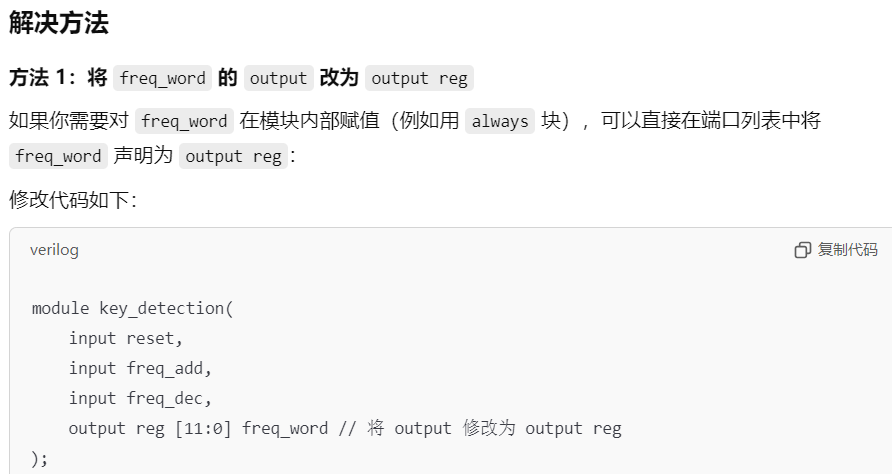 解决方法
方法 1：将 freq_word 的 output 改为 output reg
如果你需要对 freq_word 在模块内部赋值（例如用 always 块），可以直接在端口列表中将
freq_word 声明为 output reg：
修改代码如下：
verilog 复制代码
module key_detection(
    input reset,
    input freq_add,
    input freq_dec,
    output reg [11:0] freq_word // 将 output 修改为 output reg
);